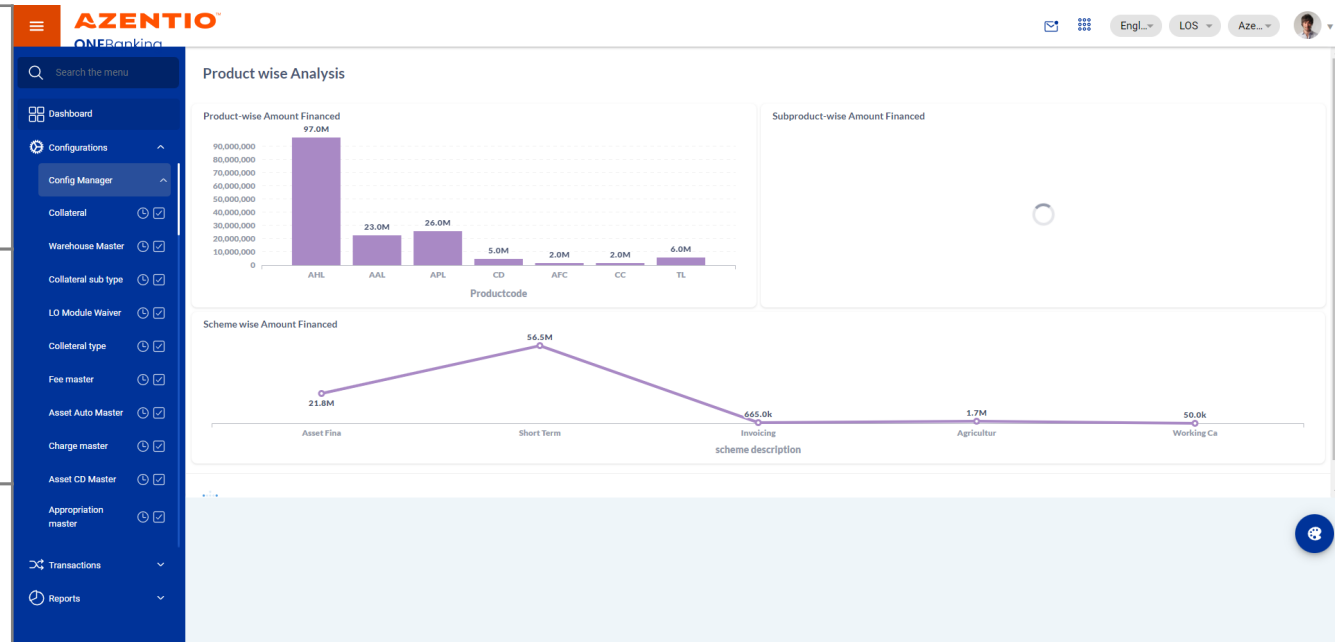 AZENTIO
ONEBanking
Engl...
LOS
Aze...
Search the menu
Dashboard
Configurations
Config Manager
Collateral
Warehouse Master
Collateral sub type
LO Module Waiver
Colleteral type
Fee master
Asset Auto Master
Charge master
Asset CD Master
Appropriation
master
Transactions
Reports
Product wise Analysis
Product-wise Amount Financed
97.0M
90,000,000
80,000,000
70,000,000
60,000,000
50,000,000
40,000,000
30,000,000
20,000,000
10,000,000
0
23.0M
26.0M
5.0M
2.0M
2.0M
6.0M
AHL
AAL
APL
CD
AFC
CC
TL
Productcode
Subproduct-wise Amount Financed
Scheme wise Amount Financed
56.5M
21.8M
665.0k
1.7M
50.0k
Asset Fina
Short Term
Invoicing
Agricultur
Working Ca
scheme description